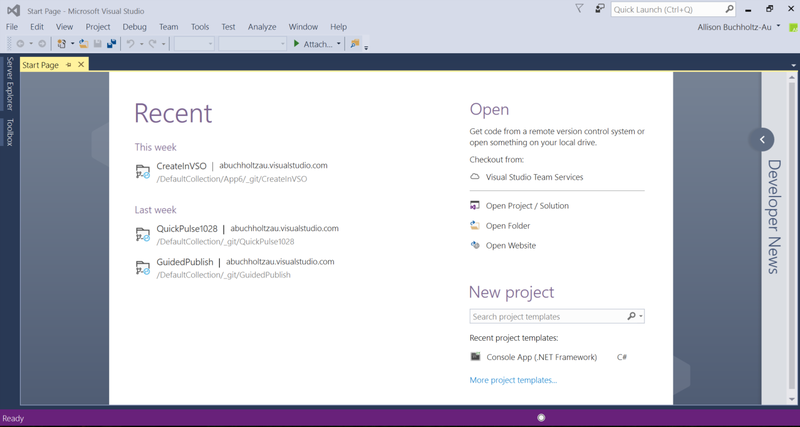 Start Page - Microsoft Visual Studio
Quick Launch (Ctrl+Q)
File Edit View Project Debug Team Tools Test Analyze Window Help
Allison Buchholtz-Au
Attach...
Server Explorer
Toolbox
Start Page
Recent
This week
CreateInVSO | abuchholtzau.visualstudio.com
/DefaultCollection/App6/_git/CreateInVSO
Last week
QuickPulse1028 | abuchholtzau.visualstudio.com
/DefaultCollection/_git/QuickPulse1028
GuidedPublish | abuchholtzau.visualstudio.com
/DefaultCollection/_git/GuidedPublish
Open
Get code from a remote version control system or
open something on your local drive.
Checkout from:
Visual Studio Team Services
Open Project / Solution
Open Folder
Open Website
New project
Search project templates
Recent project templates:
Console App (.NET Framework) C#
More project templates...
Developer News
Ready